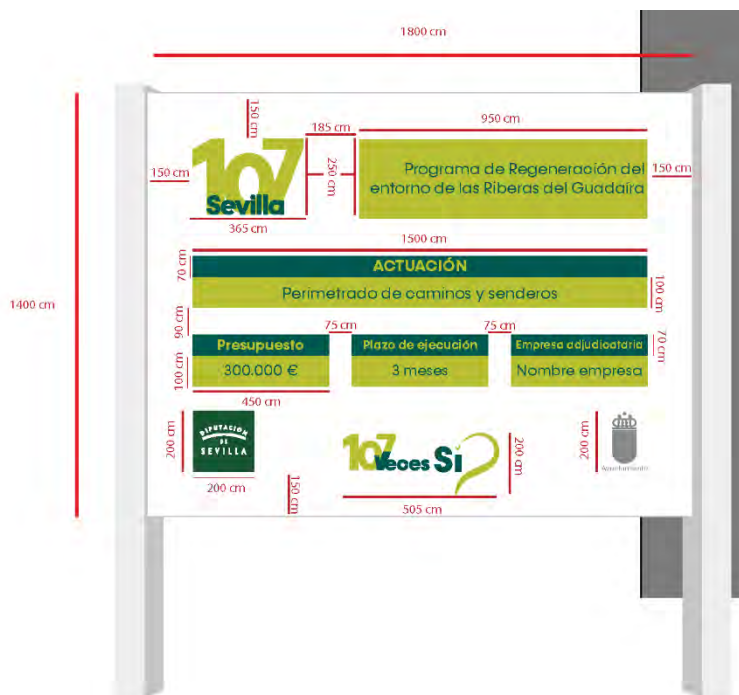 1800 cm
150 cm
185 cm
950 cm
107
Sevilla
250 cm
Programa de Regeneración del
entorno de las Riberas del Guadaíra
150 cm
150 cm
365 cm
1500 cm
70 cm
ACTUACIÓN
Perimetrado de caminos y senderos
100 cm
1400 cm
90 cm
75 cm
75 cm
Presupuesto
Plazo de ejecución
Empresa adjudicataria
70 cm
100 cm
300.000 €
3 meses
Nombre empresa
450 cm
200 cm
DIPUTACIÓN
DE
SEVILLA
107
Veces Sí
200 cm
200 cm
Ayuntamiento
200 cm
150 cm
505 cm